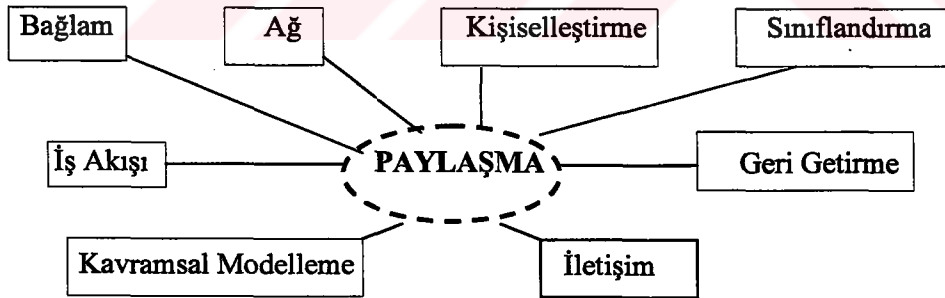 Bağlam
Ağ
Kişiselleştirme
Sınıflandırma
İş Akışı
PAYLAŞMA
Geri Getirme
Kavramsal Modelleme
İletişim